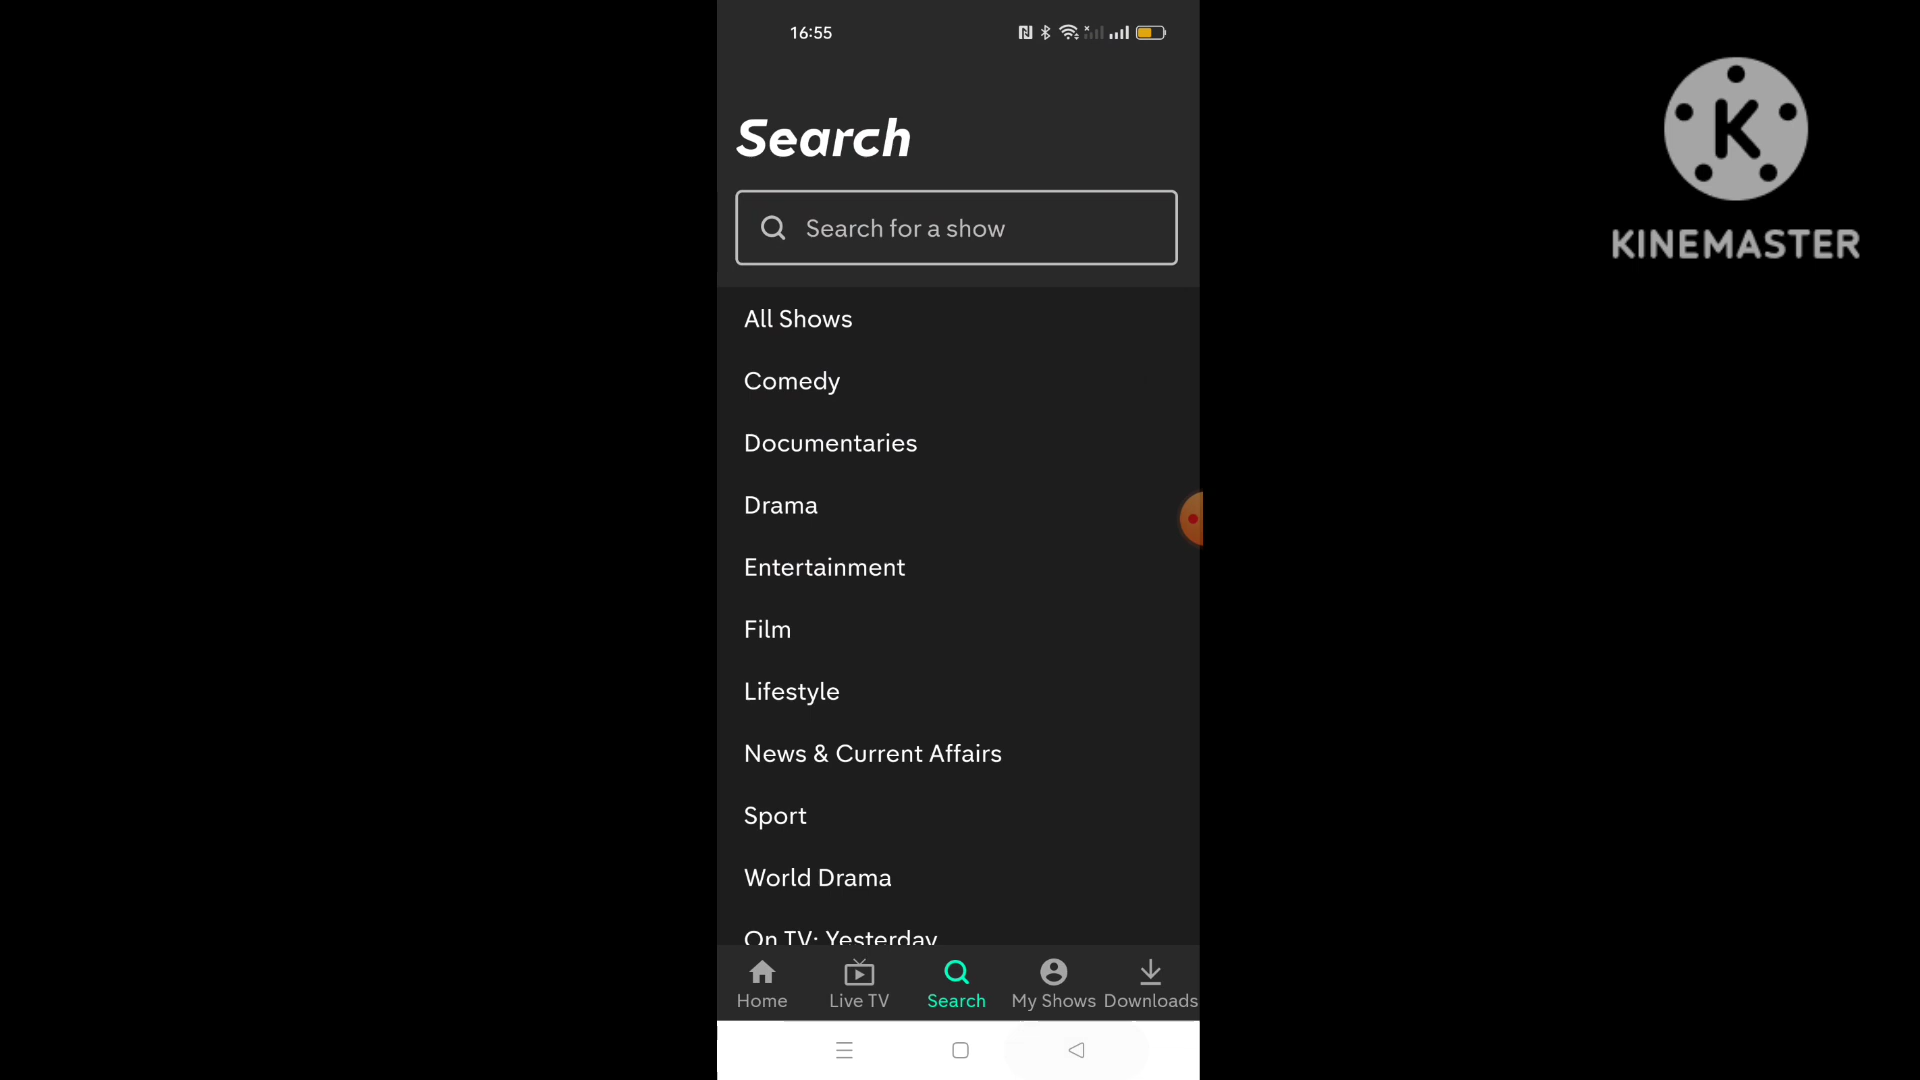 16:55
Search
Search for a show
All Shows
Comedy
Documentaries
Drama
Entertainment
Film
Lifestyle
News & Current Affairs
Sport
World Drama
On TV: Yesterday
Home
Live TV
Search
My Shows
Downloads
K
KINEMASTER